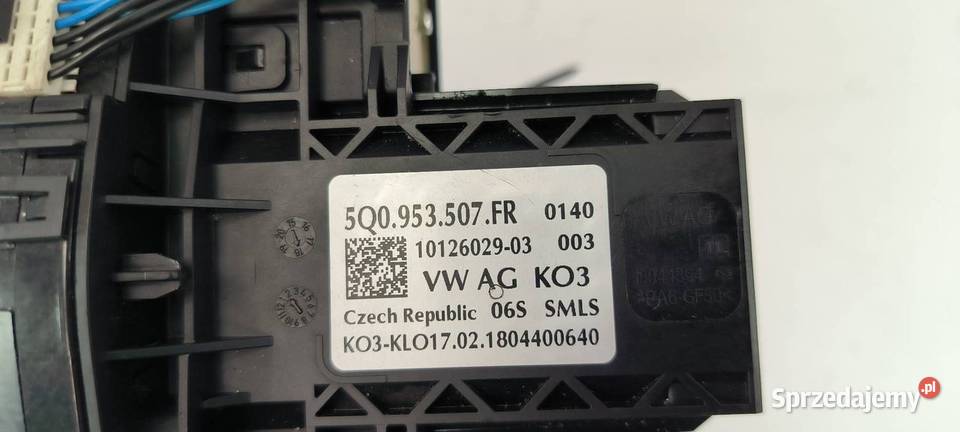 5Q0.953.507.FR 0140
10126029-03 003
VW AG KO3
Czech Republic 06S SMLS
KO3-KLO17.02.1804400640
Sprzedajemy.pl